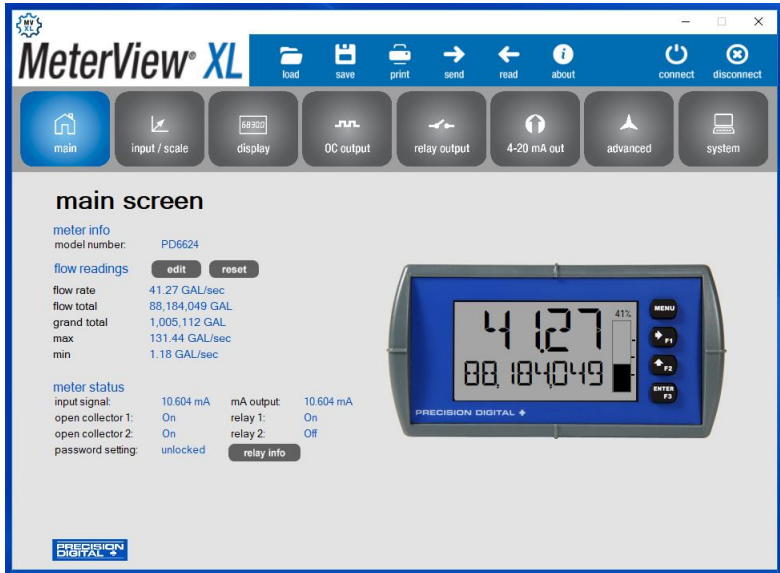 MV
XL
MeterView® XL
load save print send read about connect disconnect
main input / scale display OC output relay output 4-20 mA out advanced system
68300
main screen
meter info
model number: PD6624
flow readings edit reset
flow rate 41.27 GAL/sec
flow total 88,184,049 GAL
grand total 1,005,112 GAL
max 131.44 GAL/sec
min 1.18 GAL/sec
meter status
input signal: 10.604 mA mA output: 10.604 mA
open collector 1: On relay 1: On
open collector 2: On relay 2: Off
password setting: unlocked relay info
41.27 41%
88,184,049
MENU
F1
F2
ENTER
F3
PRECISION DIGITAL
PRECISION
DIGITAL